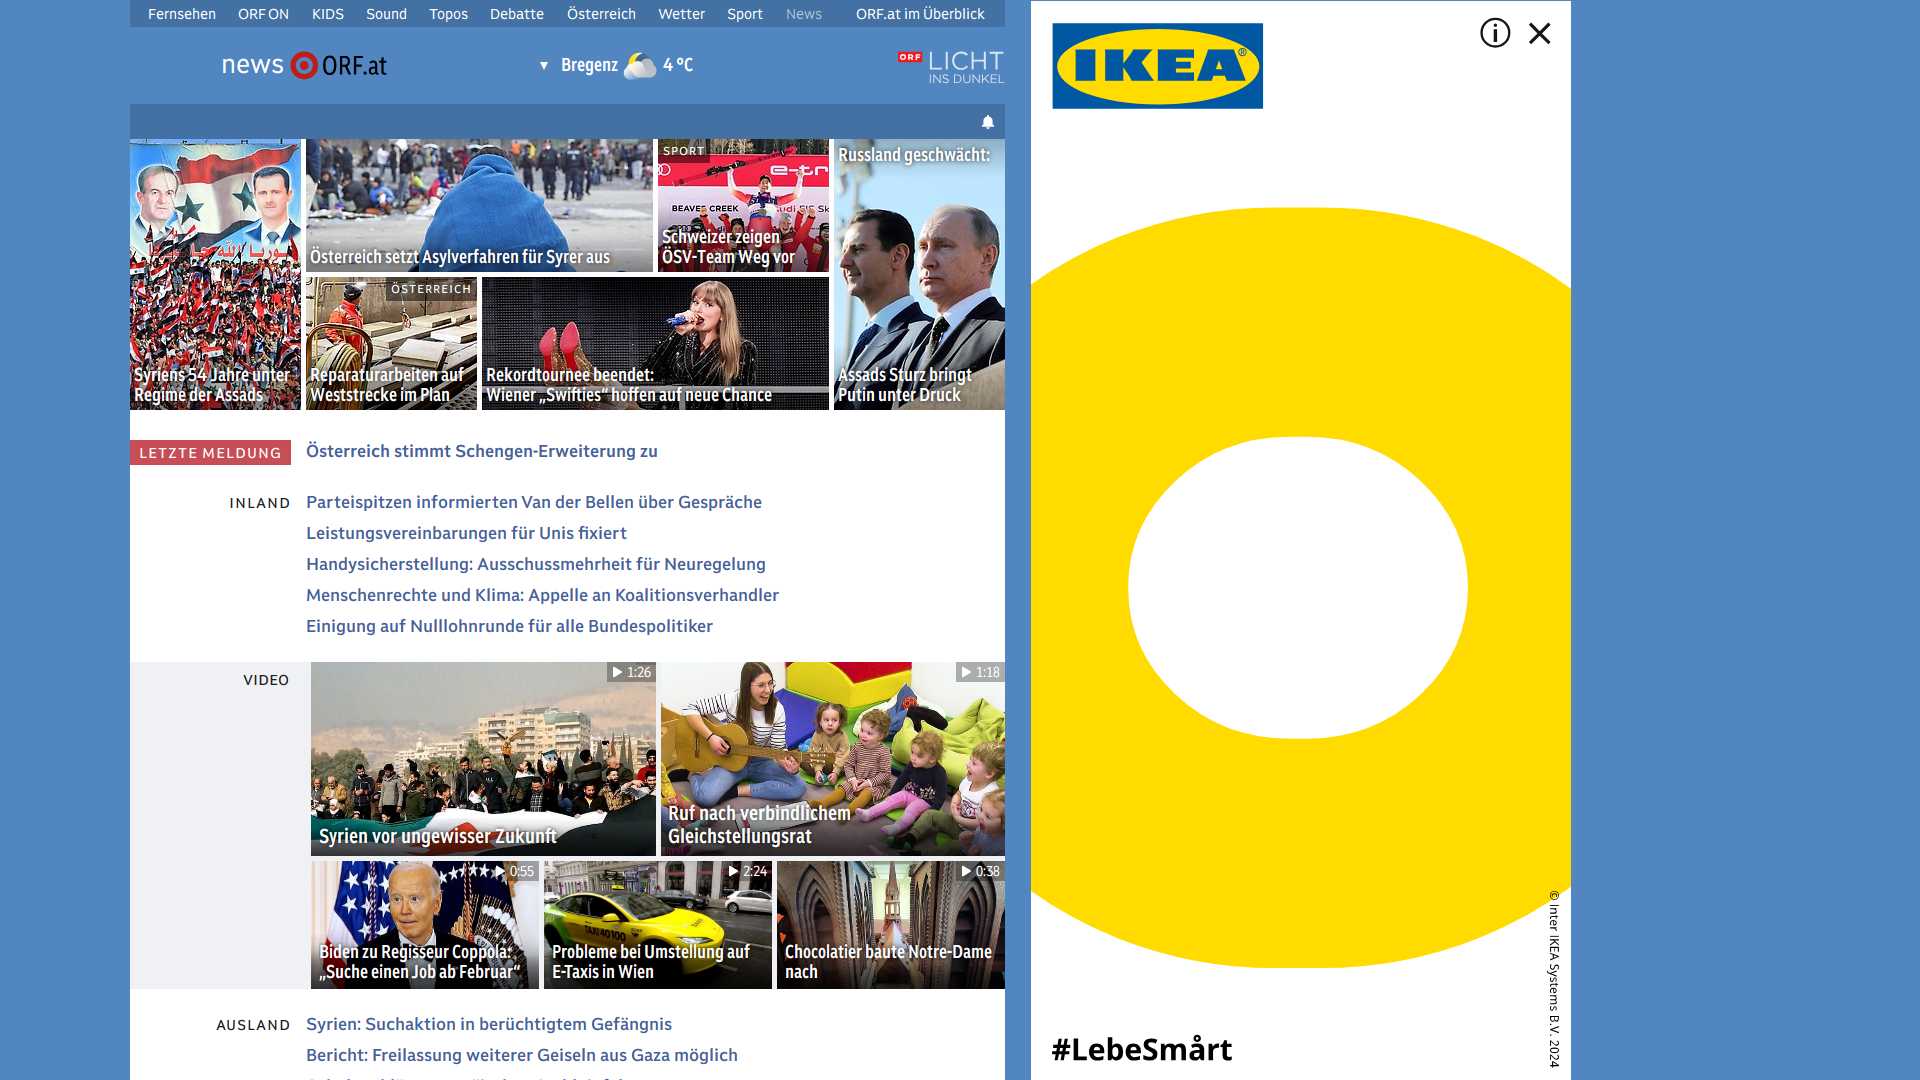 Fernsehen ORF ON KIDS Sound Topos Debatte Österreich Wetter Sport News ORF.at im Überblick
news ORF.at
Bregenz 4 °C
ORF LICHT
INS DUNKEL
Syriens 54 Jahre unter
Regime der Assads
Österreich setzt Asylverfahren für Syrer aus
SPORT
BEAVER CREEK
Schweizer zeigen
ÖSV-Team Weg vor
Russland geschwächt:
Assads Sturz bringt
Putin unter Druck
ÖSTERREICH
Reparaturarbeiten auf
Weststrecke im Plan
Rekordtournee beendet:
Wiener „Swifties“ hoffen auf neue Chance
LETZTE MELDUNG
Österreich stimmt Schengen-Erweiterung zu
INLAND
Parteispitzen informierten Van der Bellen über Gespräche
Leistungsvereinbarungen für Unis fixiert
Handysicherstellung: Ausschussmehrheit für Neuregelung
Menschenrechte und Klima: Appelle an Koalitionsverhandler
Einigung auf Nulllohnrunde für alle Bundespolitiker
VIDEO
1:26
Syrien vor ungewisser Zukunft
1:18
Ruf nach verbindlichem
Gleichstellungsrat
0:55
Biden zu Regisseur Coppola:
„Suche einen Job ab Februar“
2:24
TAXI 40100
Probleme bei Umstellung auf
E-Taxis in Wien
0:38
Chocolatier baute Notre-Dame
nach
AUSLAND
Syrien: Suchaktion in berüchtigtem Gefängnis
Bericht: Freilassung weiterer Geiseln aus Gaza möglich
IKEA®
#LebeSmårt
© Inter IKEA Systems B.V. 2024